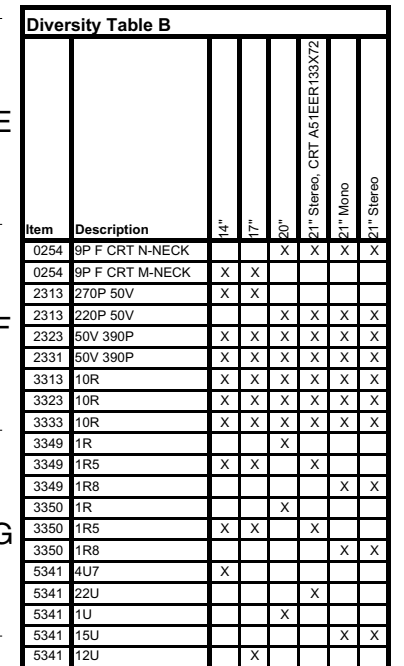 Diversity Table B
Item Description 14" 17" 20" 21" Stereo, CRT A51EER133X72 21" Mono 21" Stereo
0254 9P F CRT N-NECK X X X X
0254 9P F CRT M-NECK X X
2313 270P 50V X X
2313 220P 50V X X X X
2323 50V 390P X X X X X X
2331 50V 390P X X X X X X
3313 10R X X X X X X
3323 10R X X X X X X
3333 10R X X X X X X
3349 1R X
3349 1R5 X X X
3349 1R8 X X
3350 1R X
3350 1R5 X X X
3350 1R8 X X
5341 4U7 X
5341 22U X
5341 1U X
5341 15U X X
5341 12U X
E
F
G